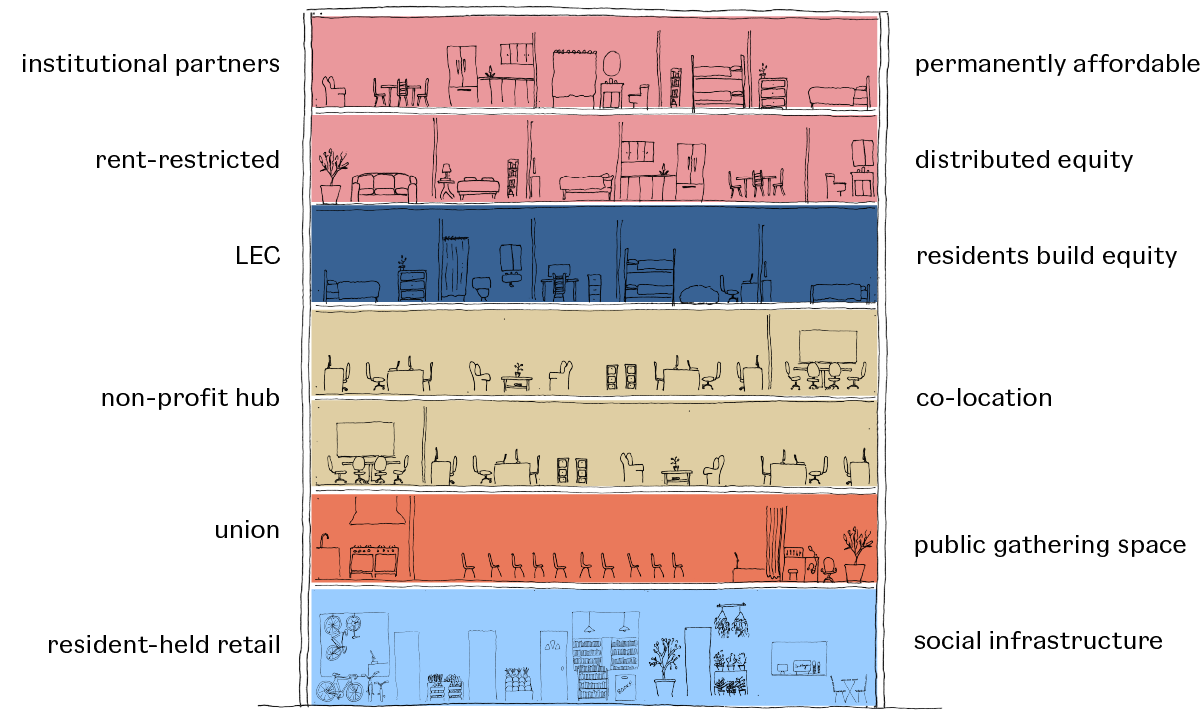 institutional partners
permanently affordable
rent-restricted
distributed equity
LEC
residents build equity
non-profit hub
co-location
union
public gathering space
resident-held retail
social infrastructure